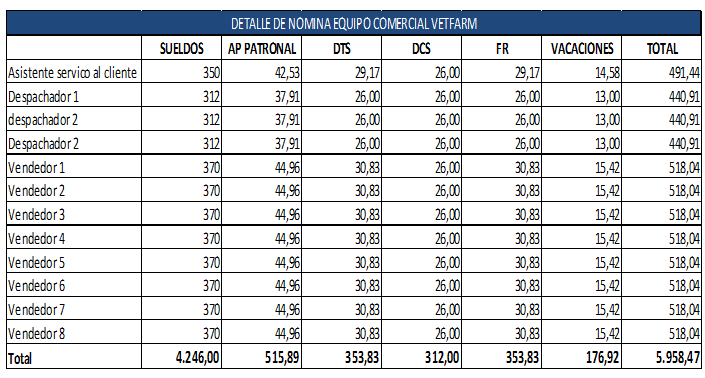 DETALLE DE NOMINA EQUIPO COMERCIAL VETFARM
SUELDOS AP PATRONAL DTS DCS FR VACACIONES TOTAL
Asistente servico al cliente 350 42,53 29,17 26,00 29,17 14,58 491,44
Despachador 1 312 37,91 26,00 26,00 26,00 13,00 440,91
despachador 2 312 37,91 26,00 26,00 26,00 13,00 440,91
Despachador 2 312 37,91 26,00 26,00 26,00 13,00 440,91
Vendedor 1 370 44,96 30,83 26,00 30,83 15,42 518,04
Vendedor 2 370 44,96 30,83 26,00 30,83 15,42 518,04
Vendedor 3 370 44,96 30,83 26,00 30,83 15,42 518,04
Vendedor 4 370 44,96 30,83 26,00 30,83 15,42 518,04
Vendedor 5 370 44,96 30,83 26,00 30,83 15,42 518,04
Vendedor 6 370 44,96 30,83 26,00 30,83 15,42 518,04
Vendedor 7 370 44,96 30,83 26,00 30,83 15,42 518,04
Vendedor 8 370 44,96 30,83 26,00 30,83 15,42 518,04
Total 4.246,00 515,89 353,83 312,00 353,83 176,92 5.958,47